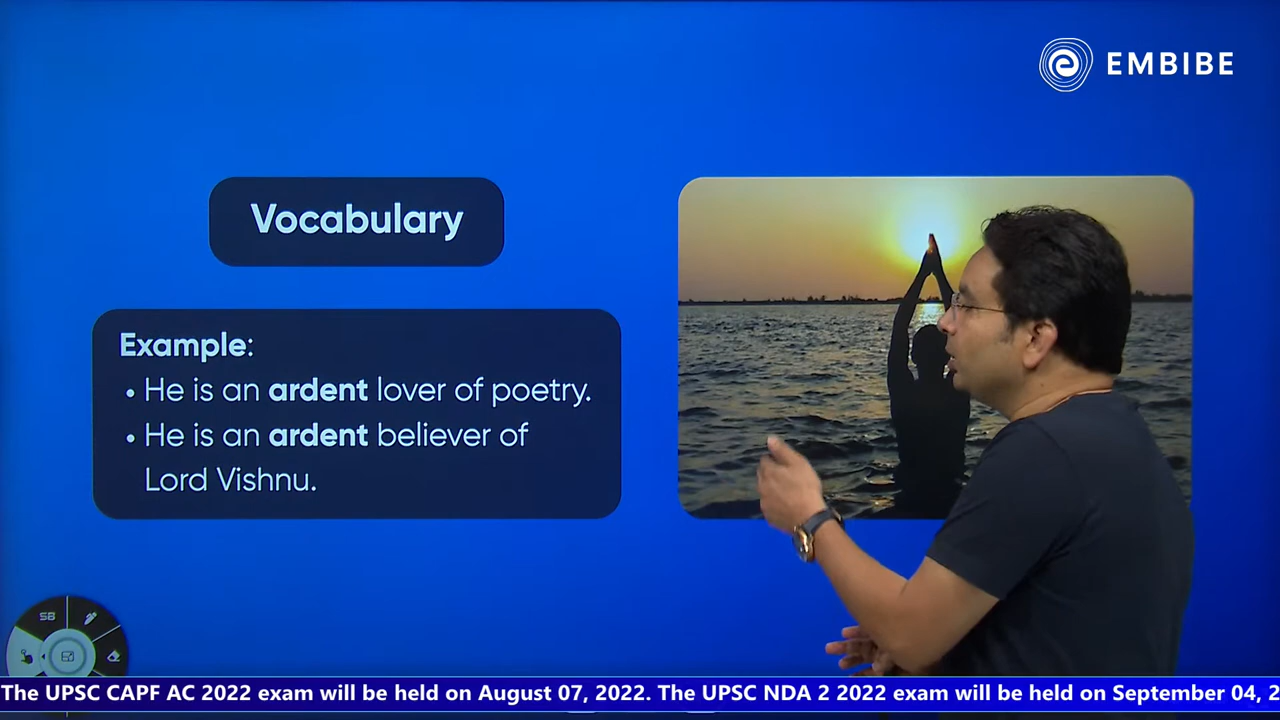 EMBIBE
Vocabulary
Example:
• He is an ardent lover of poetry.
• He is an ardent believer of
Lord Vishnu.
SB
The UPSC CAPF AC 2022 exam will be held on August 07, 2022. The UPSC NDA 2 2022 exam will be held on September 04, 2